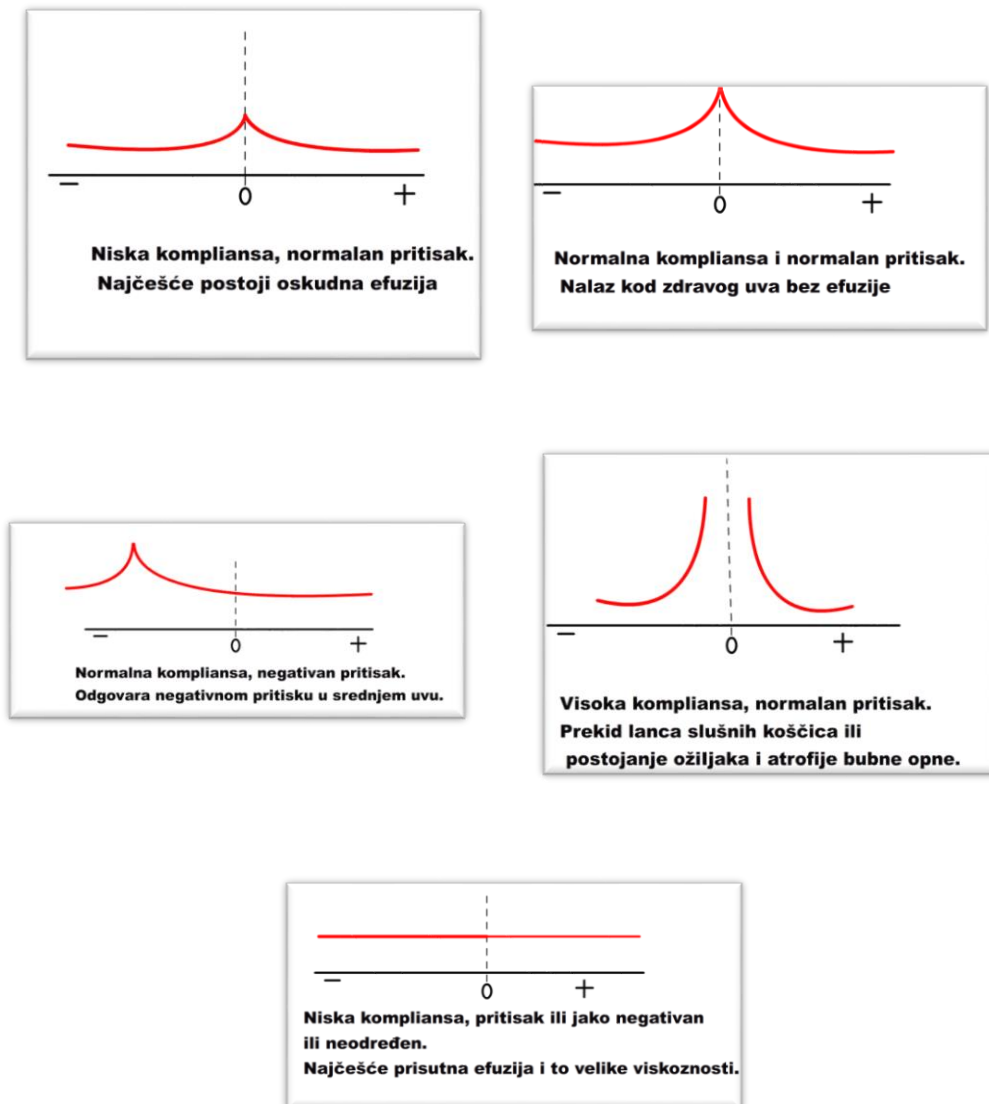 − 0 +
Niska kompliansa, normalan pritisak.
Najčešće postoji oskudna efuzija
− 0 +
Normalna kompliansa i normalan pritisak.
Nalaz kod zdravog uva bez efuzije
− 0 +
Normalna kompliansa, negativan pritisak.
Odgovara negativnom pritisku u srednjem uvu.
− 0 +
Visoka kompliansa, normalan pritisak.
Prekid lanca slušnih koščica ili
postojanje ožiljaka i atrofije bubne opne.
− 0 +
Niska kompliansa, pritisak ili jako negativan
ili neodređen.
Najčešće prisutna efuzija i to velike viskoznosti.